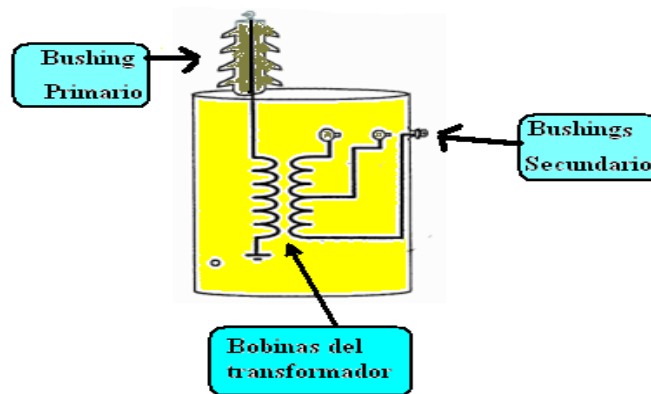 Bushing
Primario
Bushings
Secundario
Bobinas del
transformador